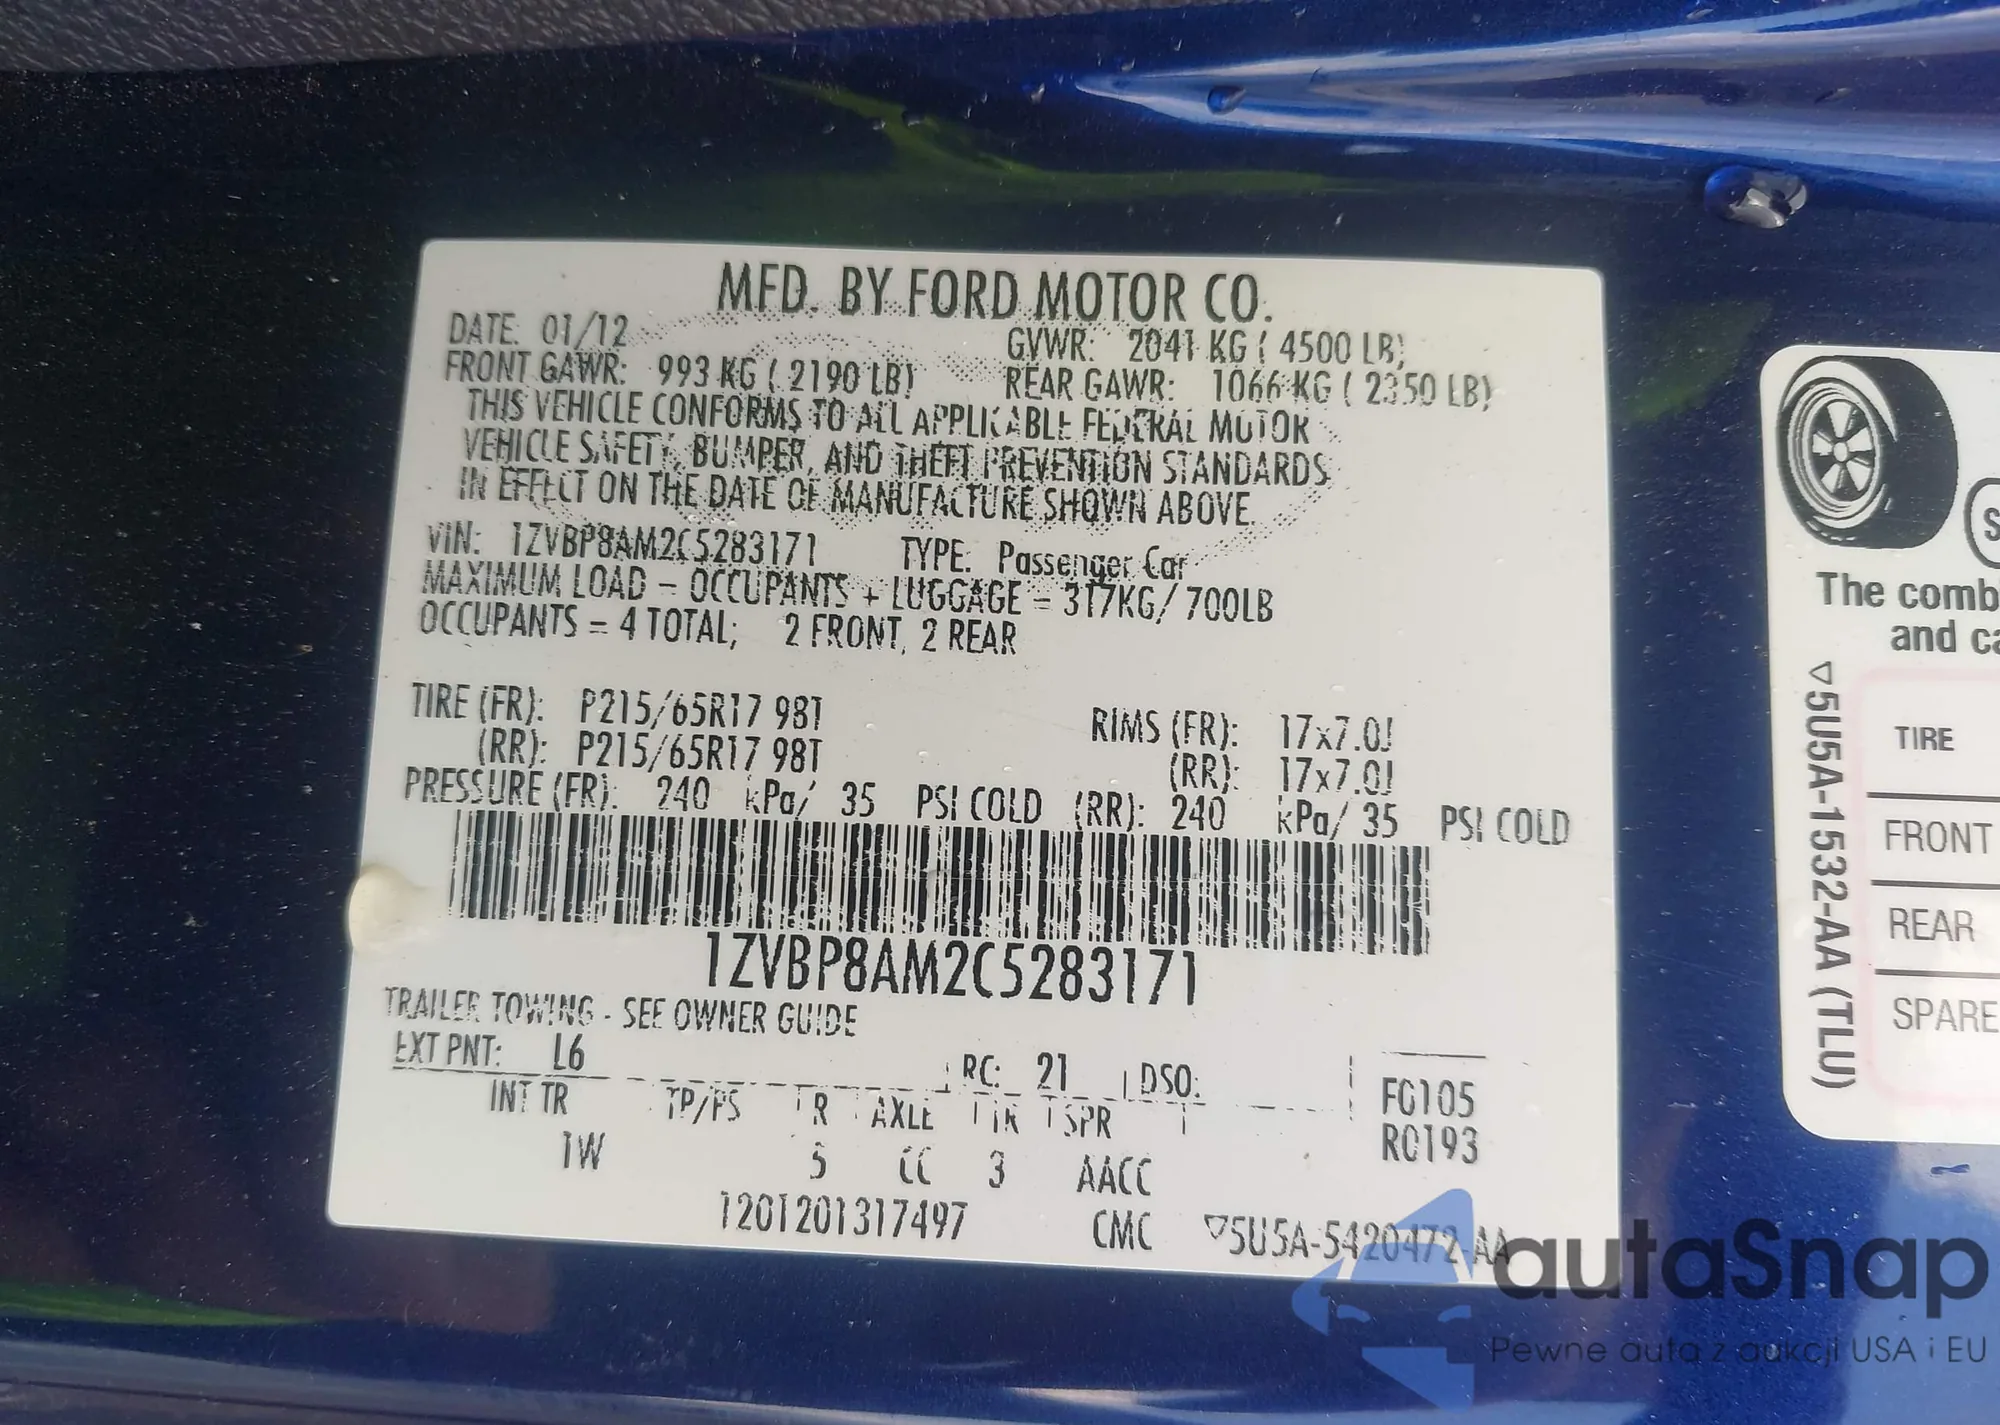 MFD. BY FORD MOTOR CO.
DATE: 01/12
GVWR: 2041 KG ( 4500 LB)
FRONT GAWR: 993 KG ( 2190 LB)
REAR GAWR: 1066 KG ( 2350 LB)
THIS VEHICLE CONFORMS TO ALL APPLICABLE FEDERAL MOTOR
VEHICLE SAFETY, BUMPER, AND THEFT PREVENTION STANDARDS
IN EFFECT ON THE DATE OF MANUFACTURE SHOWN ABOVE.
VIN: 1ZVBP8AM2C5283171 TYPE: Passenger Car
MAXIMUM LOAD = OCCUPANTS + LUGGAGE = 317KG/ 700LB
OCCUPANTS = 4 TOTAL; 2 FRONT, 2 REAR
TIRE (FR): P215/65R17 98T RIMS (FR): 17x7.0J
(RR): P215/65R17 98T (RR): 17x7.0J
PRESSURE (FR): 240 kPa/ 35 PSI COLD (RR): 240 kPa/ 35 PSI COLD
1ZVBP8AM2C5283171
TRAILER TOWING - SEE OWNER GUIDE
EXT PNT: L6 RC: 21 DSO:
INT TR TP/PS R AXLE TR SPR
1W 5 CC 3 AACC
FC105
RC193
1201201317497 CMC ▽5U5A-5420472-AA
The comb
and ca
▽5U5A-1532-AA (TLU)
TIRE
FRONT
REAR
SPARE
autaSnap
Pewne auta z aukcji USA i EU